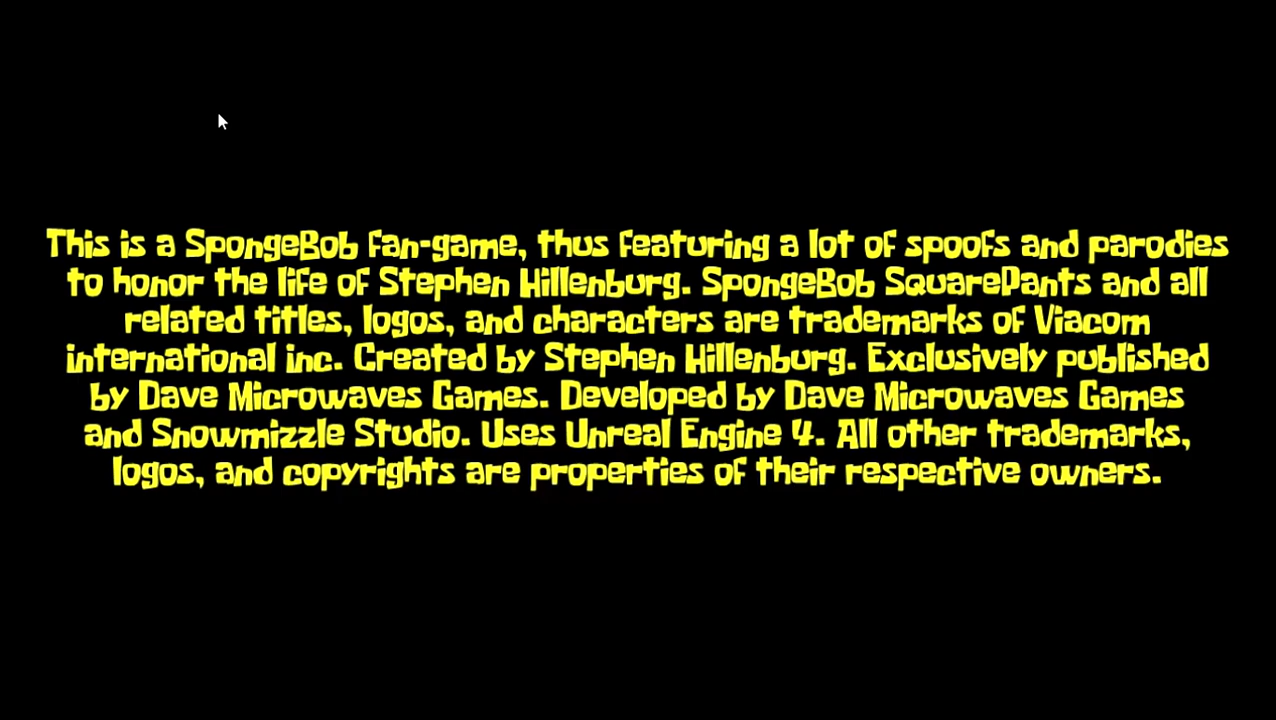 This is a SpongeBob fan-game, thus featuring a lot of spoofs and parodies
to honor the life of Stephen Hillenburg. SpongeBob SquarePants and all
related titles, logos, and characters are trademarks of Viacom
international inc. Created by Stephen Hillenburg. Exclusively published
by Dave Microwaves Games. Developed by Dave Microwaves Games
and Snowmizzle Studio. Uses Unreal Engine 4. All other trademarks,
logos, and copyrights are properties of their respective owners.